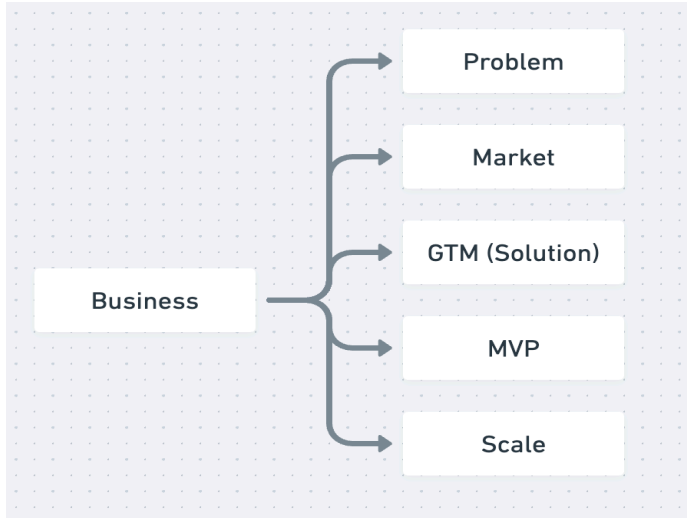 Problem
Market
GTM (Solution)
Business
MVP
Scale